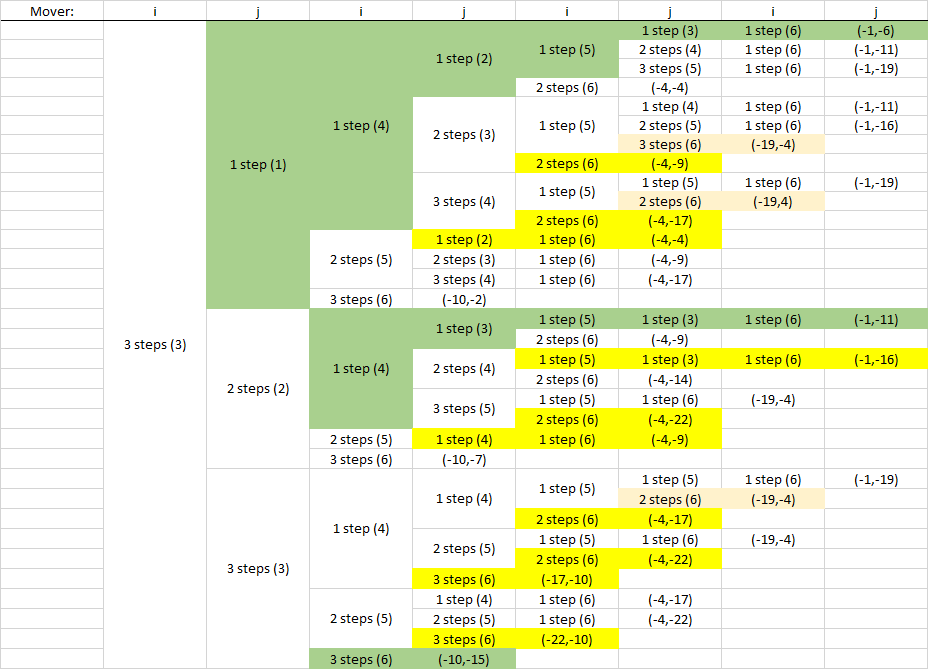 Mover: i j i j i j i j
1 step (3) 1 step (6) (-1,-6)
1 step (5) 2 steps (4) 1 step (6) (-1,-11)
1 step (2) 3 steps (5) 1 step (6) (-1,-19)
2 steps (6) (-4,-4)
1 step (4) 1 step (6) (-1,-11)
1 step (4) 2 steps (3) 1 step (5) 2 steps (5) 1 step (6) (-1,-16)
3 steps (6) (-19,-4)
1 step (1) 2 steps (6) (-4,-9)
1 step (5) 1 step (5) 1 step (6) (-1,-19)
3 steps (4) 2 steps (6) (-19,4)
2 steps (6) (-4,-17)
1 step (2) 1 step (6) (-4,-4)
2 steps (5) 2 steps (3) 1 step (6) (-4,-9)
3 steps (4) 1 step (6) (-4,-17)
3 steps (6) (-10,-2)
1 step (3) 1 step (5) 1 step (3) 1 step (6) (-1,-11)
3 steps (3) 2 steps (6) (-4,-9)
1 step (4) 2 steps (4) 1 step (5) 1 step (3) 1 step (6) (-1,-16)
2 steps (2) 2 steps (6) (-4,-14)
3 steps (5) 1 step (5) 1 step (6) (-19,-4)
2 steps (6) (-4,-22)
2 steps (5) 1 step (4) 1 step (6) (-4,-9)
3 steps (6) (-10,-7)
1 step (4) 1 step (5) 1 step (5) 1 step (6) (-1,-19)
2 steps (6) (-19,-4)
1 step (4) 2 steps (6) (-4,-17)
2 steps (5) 1 step (5) 1 step (6) (-19,-4)
3 steps (3) 2 steps (6) (-4,-22)
3 steps (6) (-17,-10)
1 step (4) 1 step (6) (-4,-17)
2 steps (5) 2 steps (5) 1 step (6) (-4,-22)
3 steps (6) (-22,-10)
3 steps (6) (-10,-15)